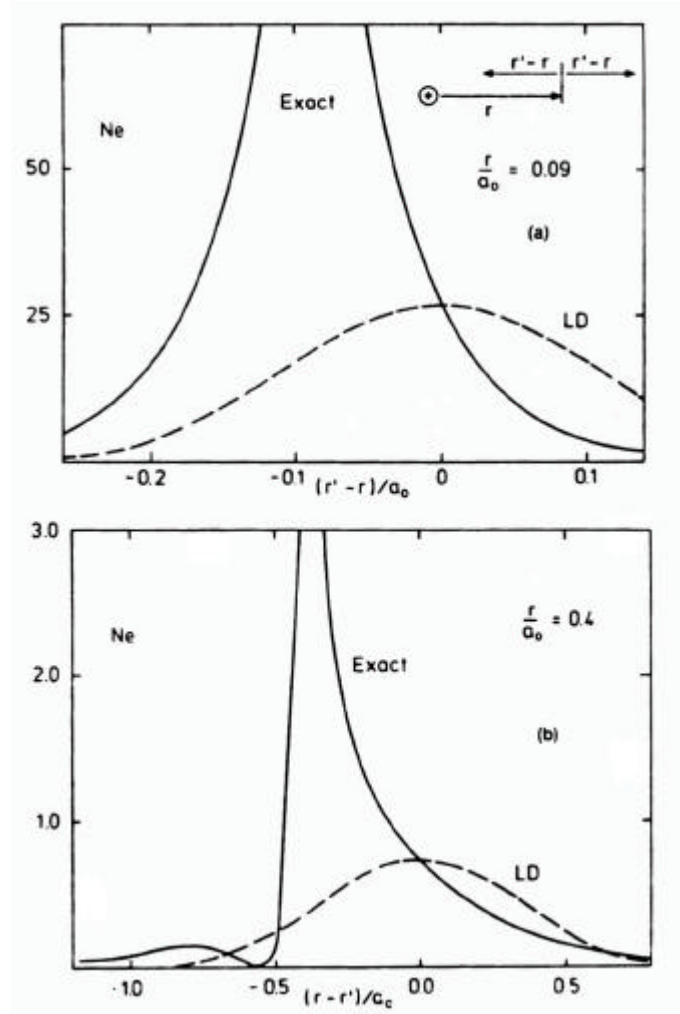 r' - r r' - r
r
Ne
Exact
r/a₀ = 0.09
(a)
50
25
LD
-0.2 -0.1 0 0.1
(r' - r)/a₀
3.0
Ne
r/a₀ = 0.4
Exact
2.0
(b)
1.0
LD
-1.0 -0.5 0.0 0.5
(r - r')/a